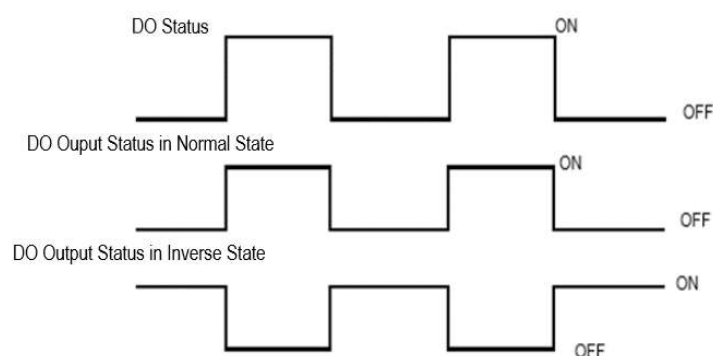 DO Status
ON
OFF
DO Ouput Status in Normal State
ON
OFF
DO Output Status in Inverse State
ON
OFF